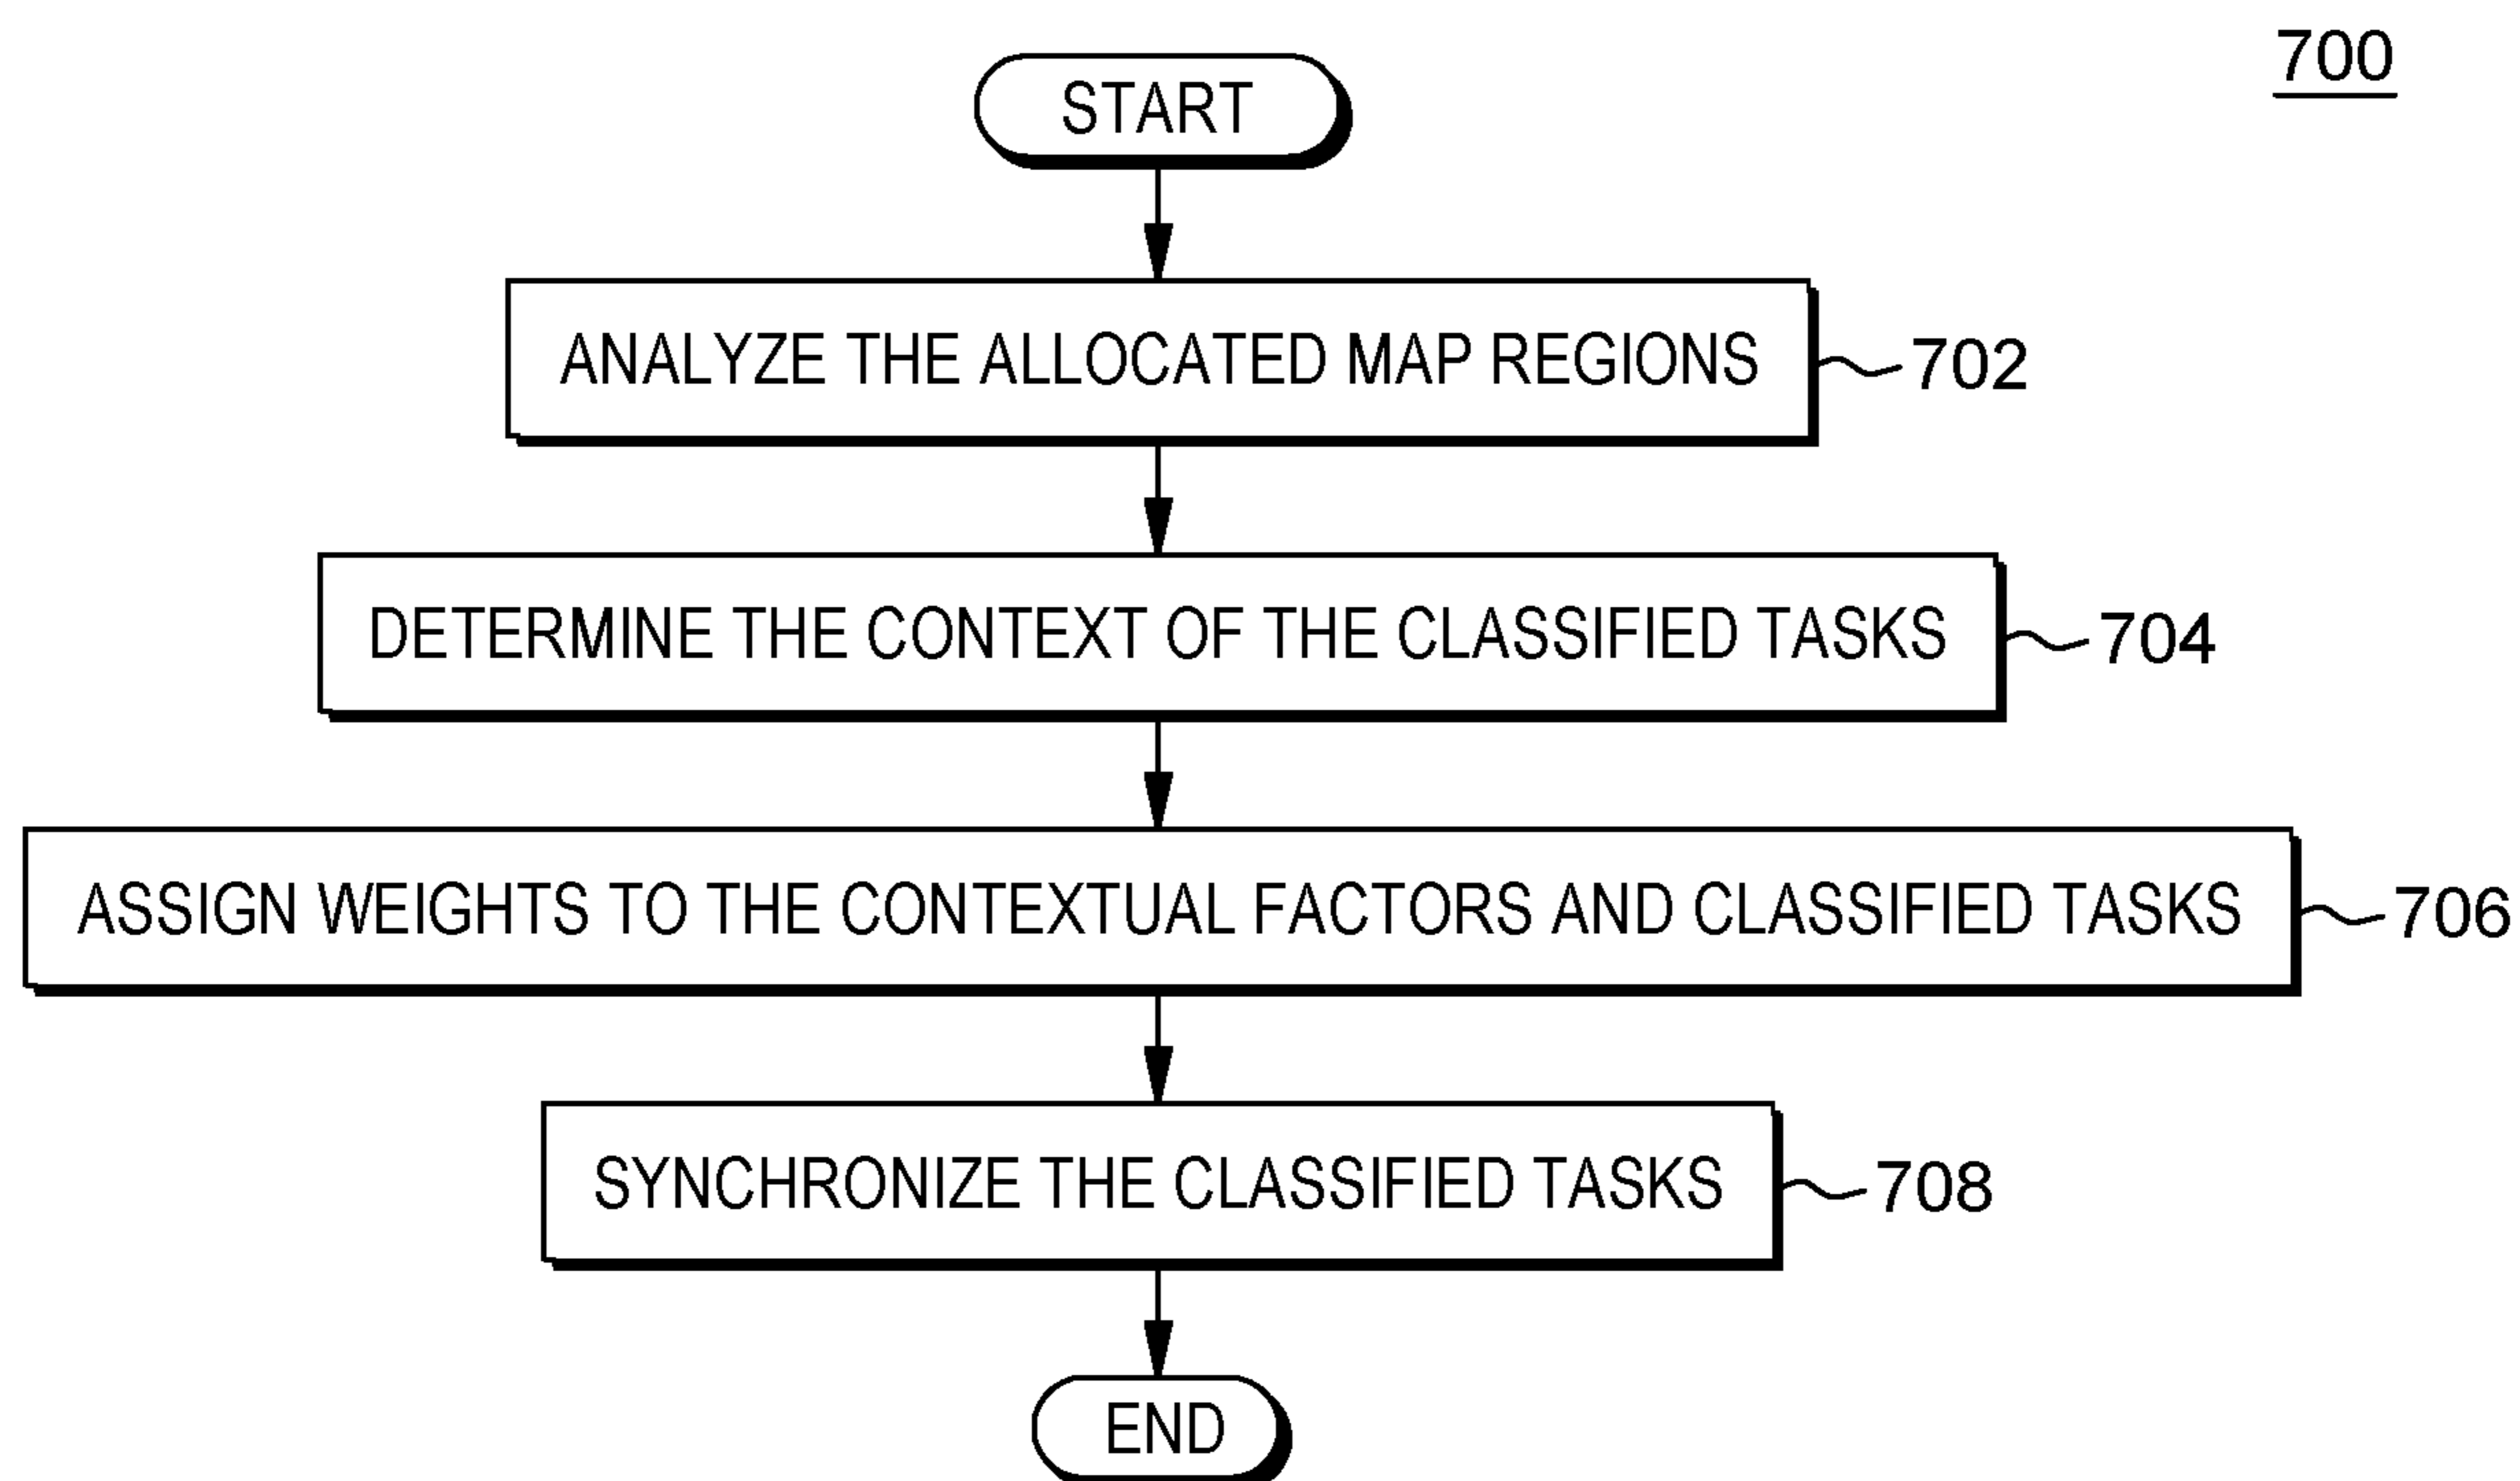 700
START
ANALYZE THE ALLOCATED MAP REGIONS
702
DETERMINE THE CONTEXT OF THE CLASSIFIED TASKS
704
ASSIGN WEIGHTS TO THE CONTEXTUAL FACTORS AND CLASSIFIED TASKS
706
SYNCHRONIZE THE CLASSIFIED TASKS
708
END